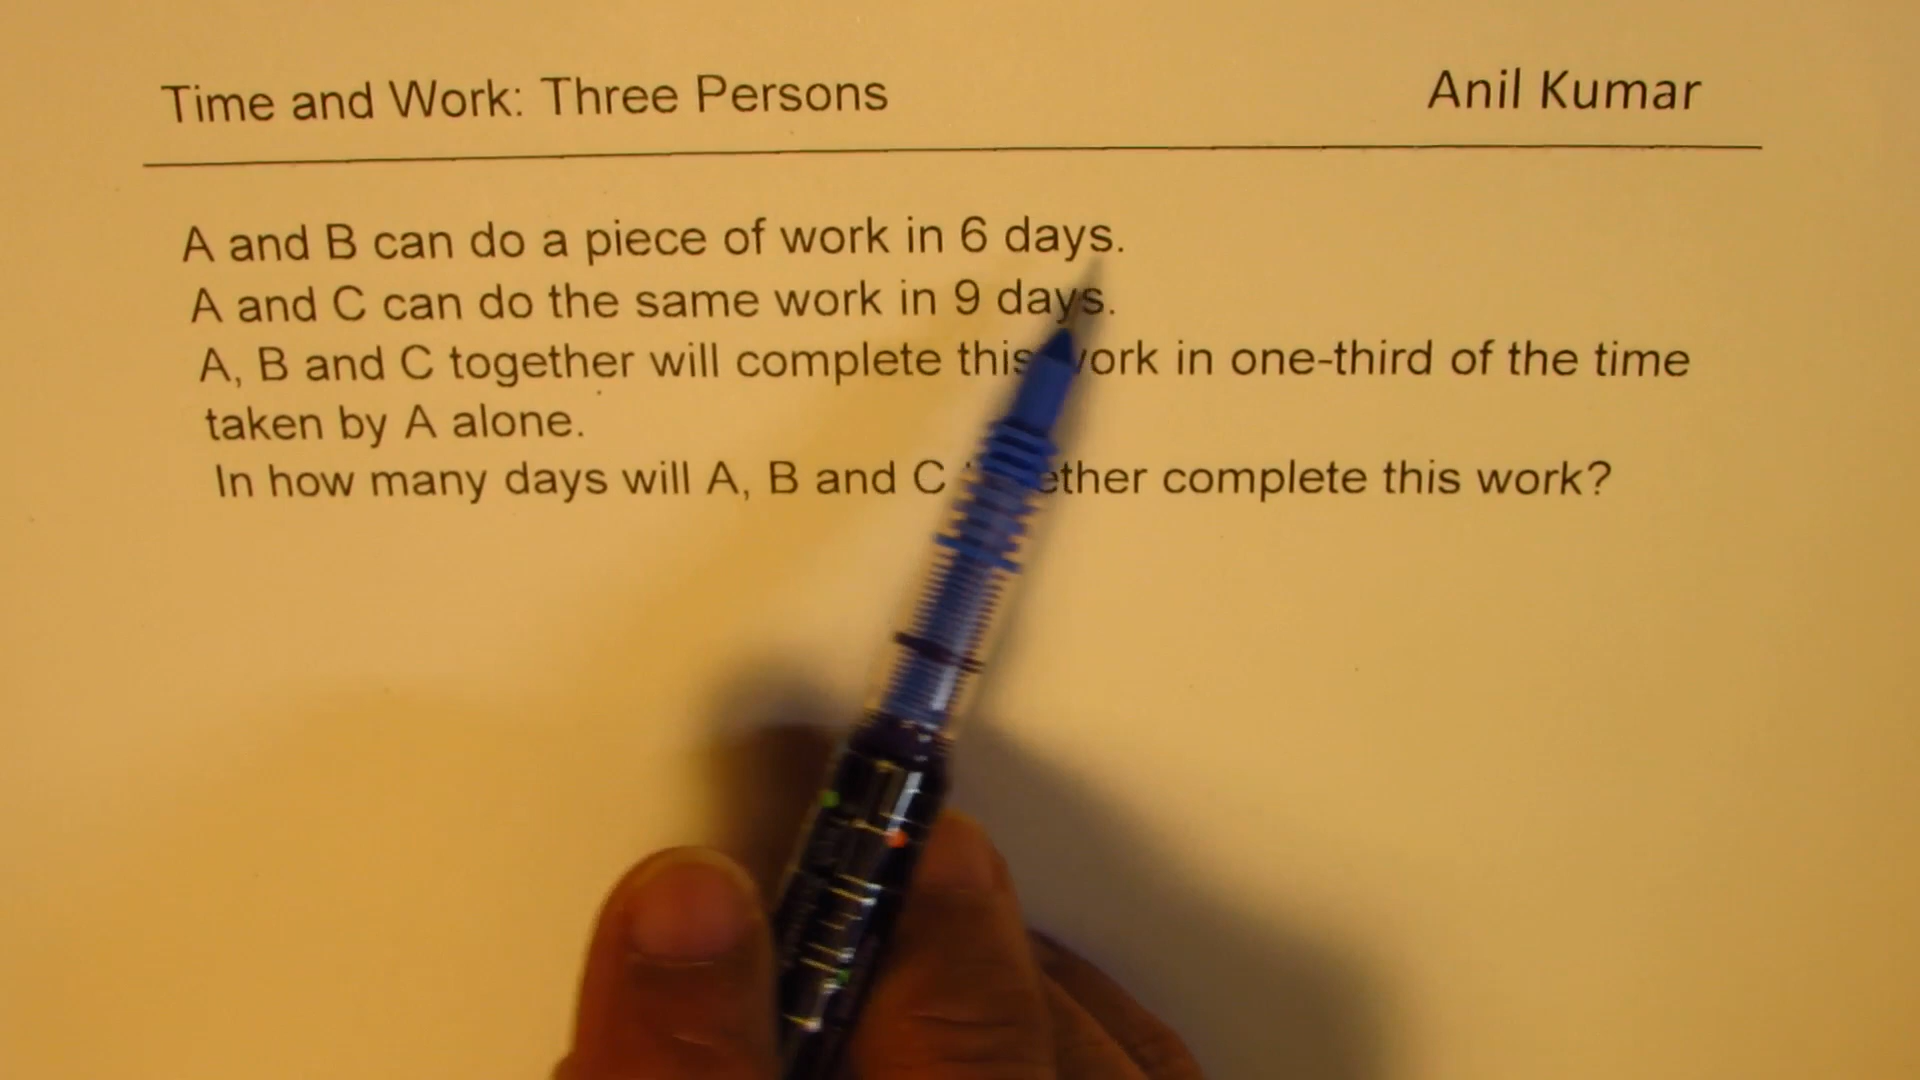 Time and Work: Three Persons
Anil Kumar
A and B can do a piece of work in 6 days.
A and C can do the same work in 9 days.
A, B and C together will complete this work in one-third of the time
taken by A alone.
In how many days will A, B and C together complete this work?